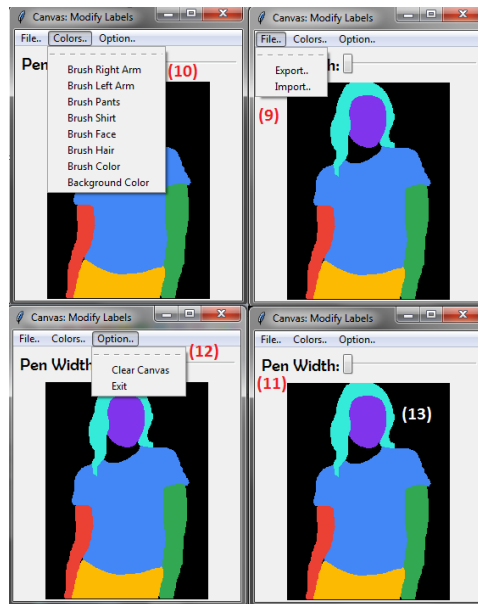 Canvas: Modify Labels
File.. Colors.. Option..
Pen
(10)
Brush Right Arm
Brush Left Arm
Brush Pants
Brush Shirt
Brush Face
Brush Hair
Brush Color
Background Color
Canvas: Modify Labels
File.. Colors.. Option..
th:
Export..
Import..
(9)
Canvas: Modify Labels
File.. Colors.. Option..
(12)
Pen Width
Clear Canvas
Exit
Canvas: Modify Labels
File.. Colors.. Option..
Pen Width:
(11)
(13)